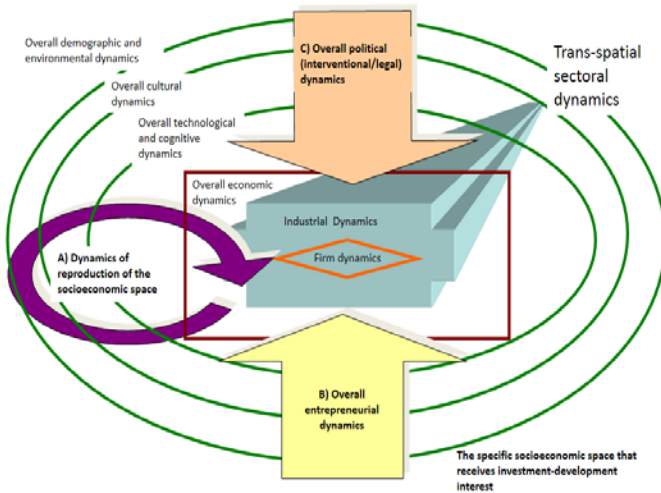 Overall demographic and
environmental dynamics
Overall cultural
dynamics
Overall technological
and cognitive
dynamics
C) Overall political
(interventional/legal)
dynamics
Trans-spatial
sectoral
dynamics
Overall economic
dynamics
Industrial Dynamics
Firm dynamics
A) Dynamics of
reproduction of the
socioeconomic space
B) Overall
entrepreneurial
dynamics
The specific socioeconomic space that
receives investment-development
interest